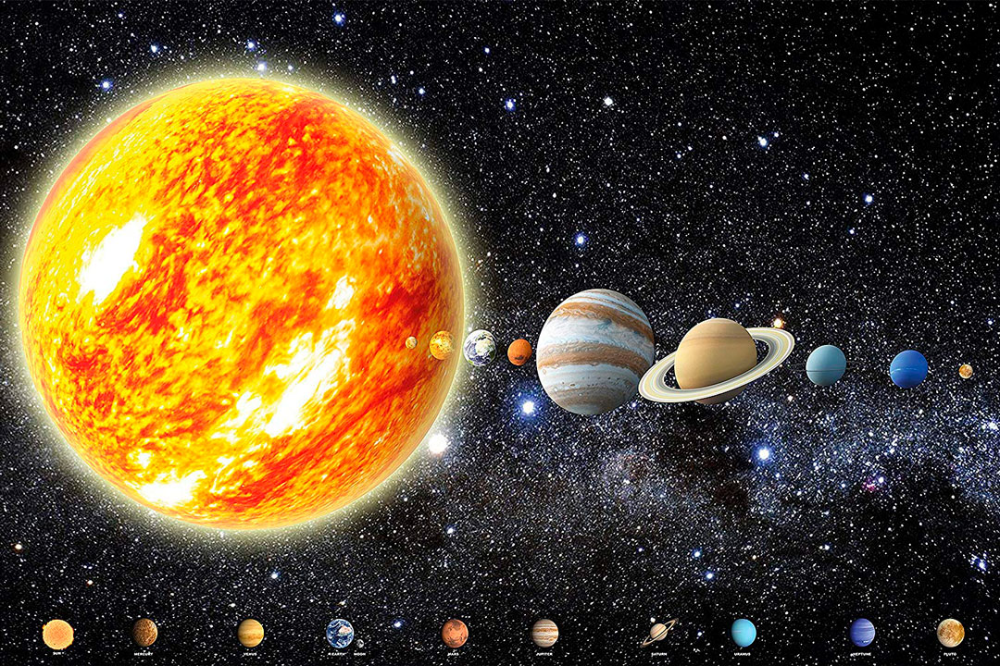 SUN
MERCURY
VENUS
EARTH
MOON
MARS
JUPITER
SATURN
URANUS
NEPTUNE
PLUTO